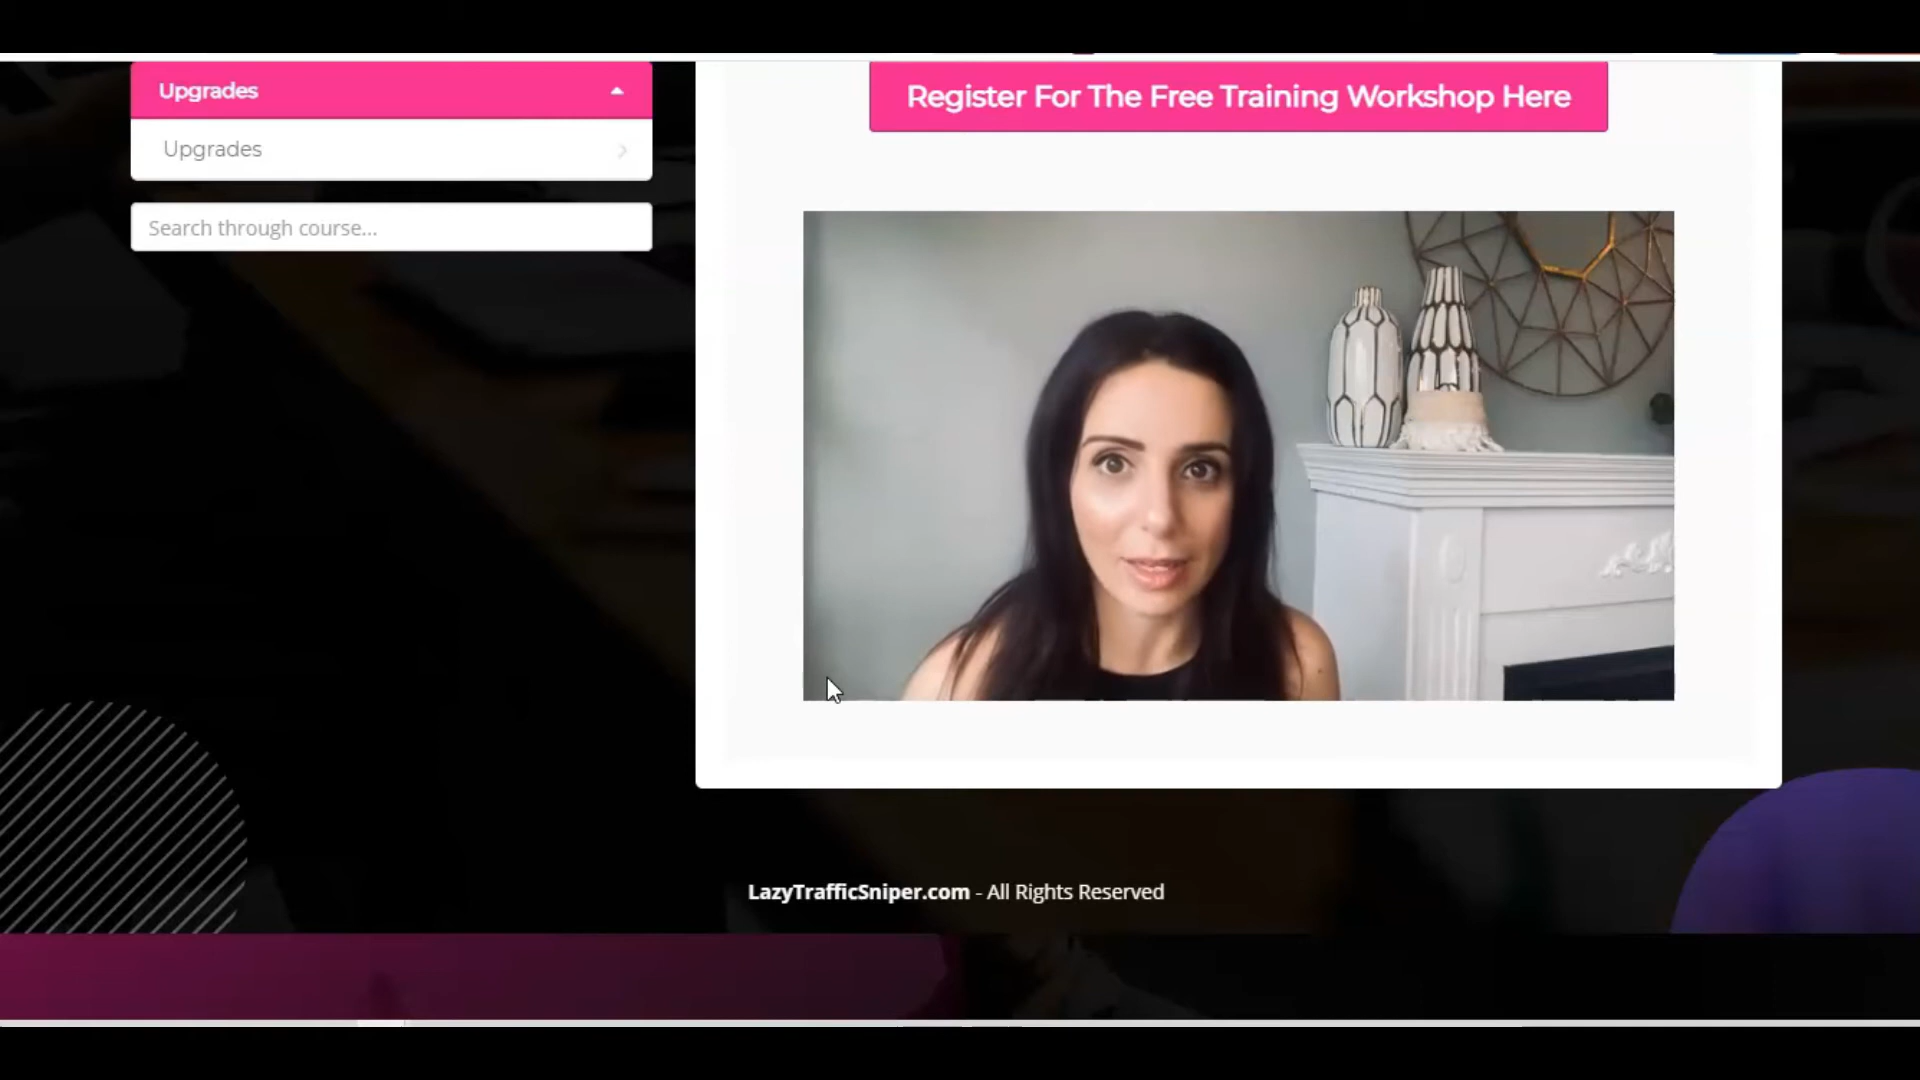 Upgrades
Upgrades
Search through course...
Register For The Free Training Workshop Here
LazyTrafficSniper.com - All Rights Reserved